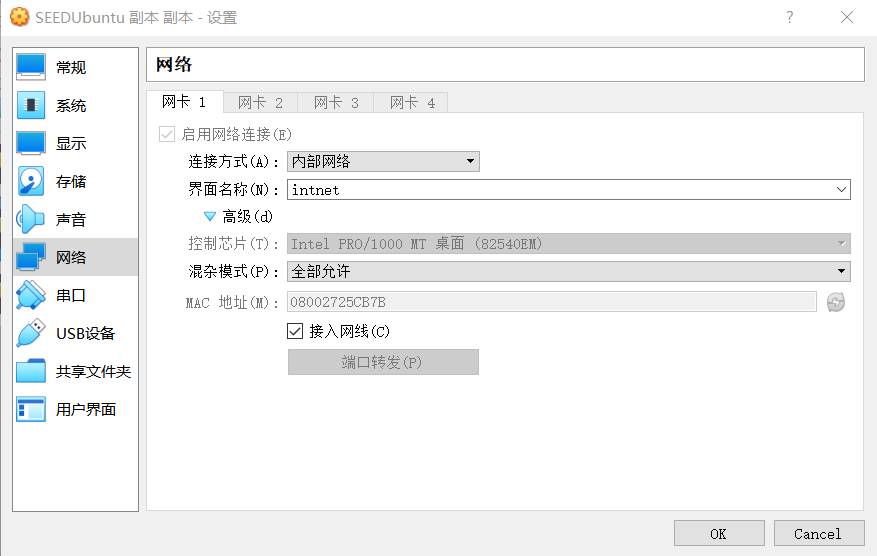 SEEDUbuntu 副本 副本 - 设置
?
常规
系统
显示
存储
声音
网络
串口
USB设备
共享文件夹
用户界面
网络
网卡 1 网卡 2 网卡 3 网卡 4
启用网络连接(E)
连接方式(A): 内部网络
界面名称(N): intnet
高级(d)
控制芯片(T): Intel PRO/1000 MT 桌面 (82540EM)
混杂模式(P): 全部允许
MAC 地址(M): 08002725CB7B
接入网线(C)
端口转发(P)
OK Cancel